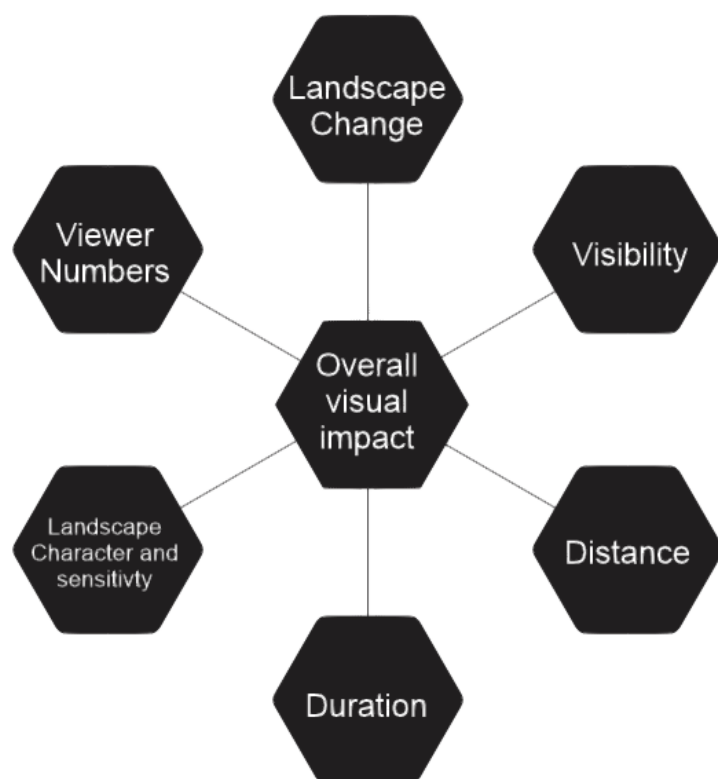 Landscape
Change
Viewer
Numbers
Visibility
Overall
visual
impact
Landscape
Character and
sensitivty
Distance
Duration